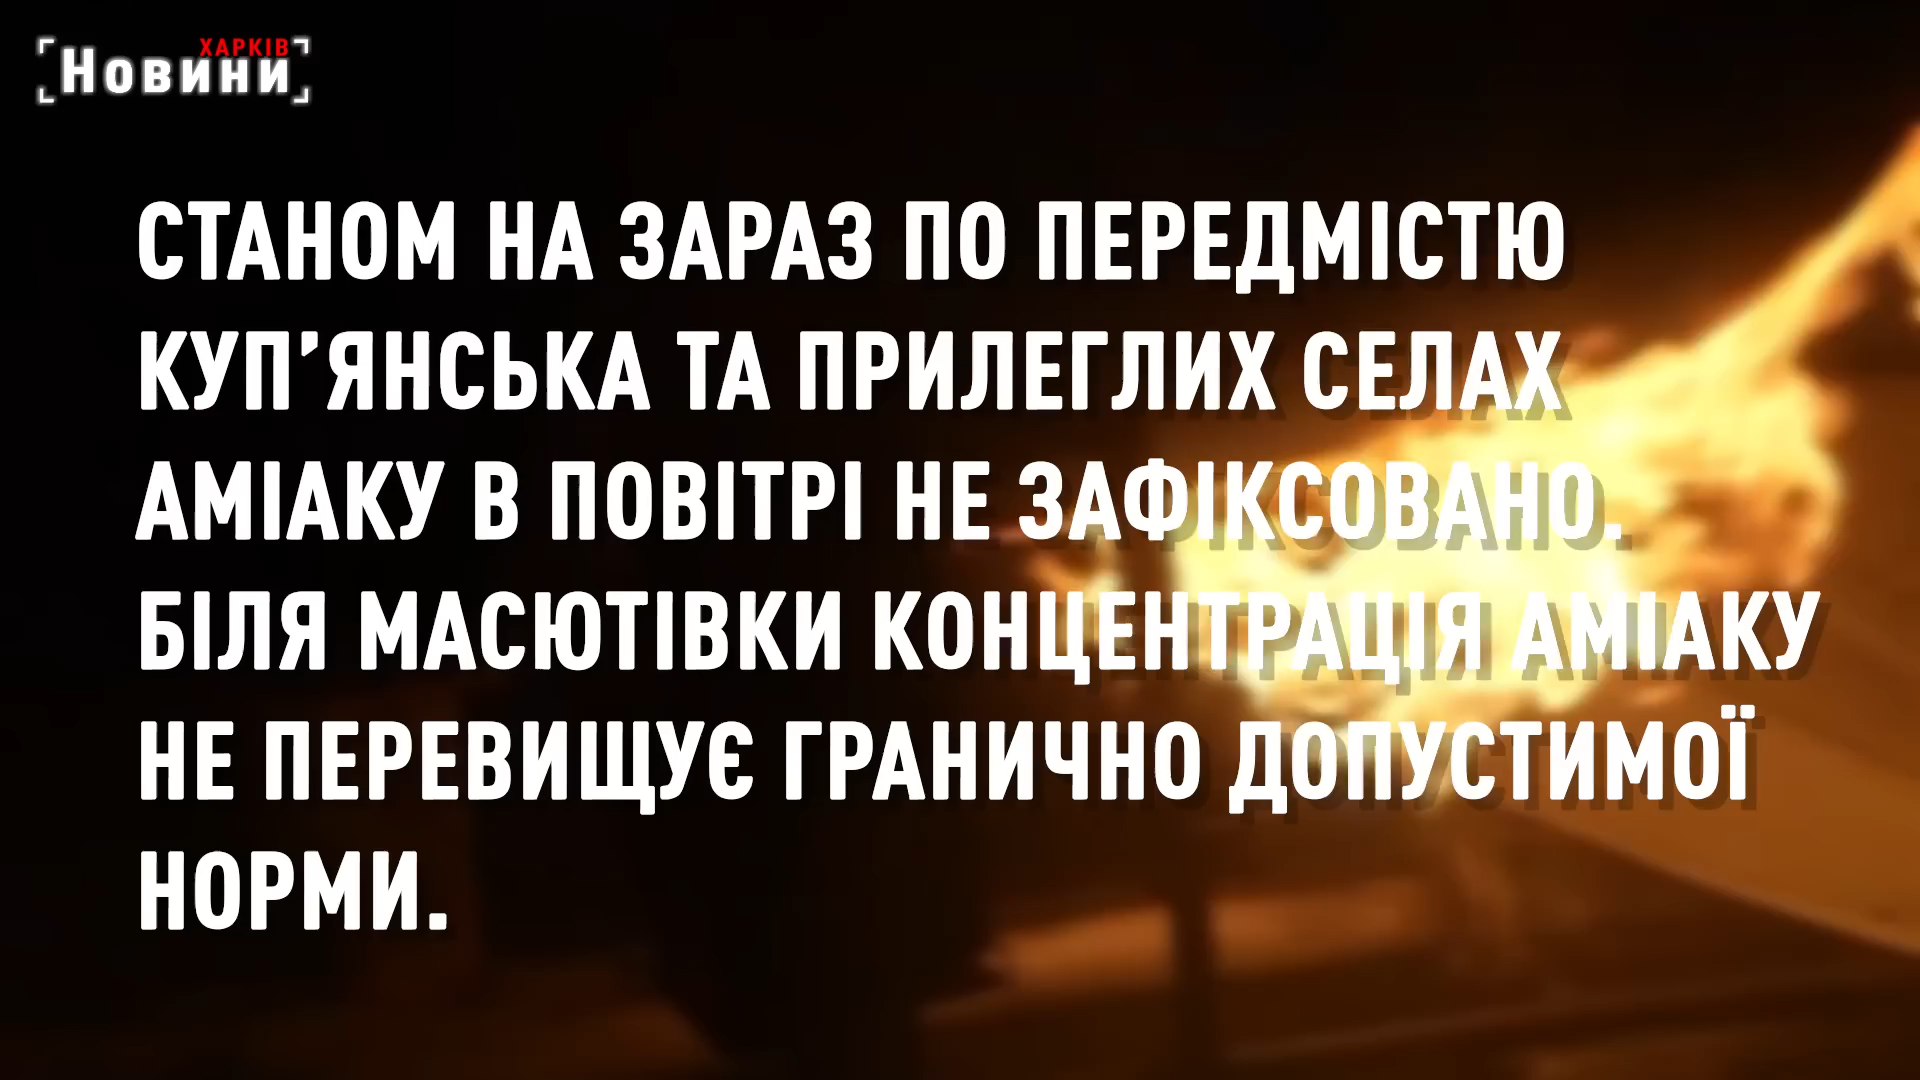 ХАРКІВ
Новини
СТАНОМ НА ЗАРАЗ ПО ПЕРЕДМІСТЮ
КУП’ЯНСЬКА ТА ПРИЛЕГЛИХ СЕЛАХ
АМІАКУ В ПОВІТРІ НЕ ЗАФІКСОВАНО.
БІЛЯ МАСЮТІВКИ КОНЦЕНТРАЦІЯ АМІАКУ
НЕ ПЕРЕВИЩУЄ ГРАНИЧНО ДОПУСТИМОЇ
НОРМИ.